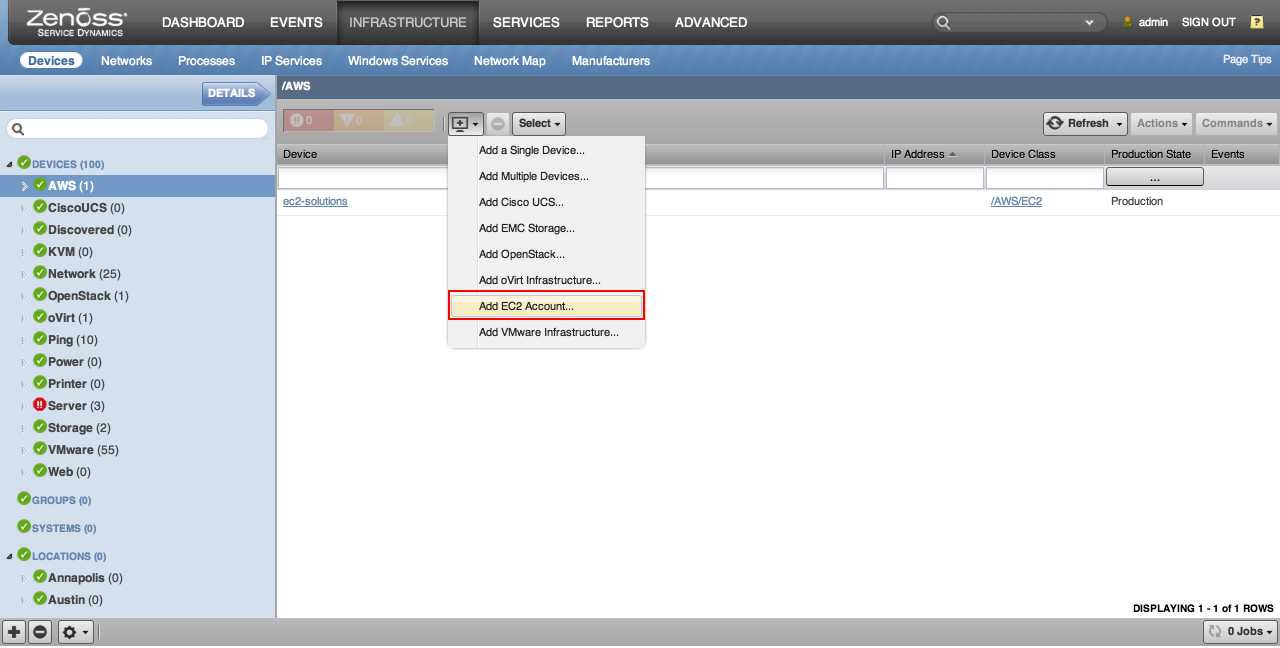 Zenoss SERVICE DYNAMICS DASHBOARD EVENTS INFRASTRUCTURE SERVICES REPORTS ADVANCED admin SIGN OUT ?
Devices Networks Processes IP Services Windows Services Network Map Manufacturers Page Tips
DETAILS /AWS
0 0 0 Select Refresh Actions Commands
Device IP Address Device Class Production State Events
...
ec2-solutions /AWS/EC2 Production
Add a Single Device...
Add Multiple Devices...
Add Cisco UCS...
Add EMC Storage...
Add OpenStack...
Add oVirt Infrastructure...
Add EC2 Account...
Add VMware Infrastructure...
DEVICES (100)
AWS (1)
CiscoUCS (0)
Discovered (0)
KVM (0)
Network (25)
OpenStack (1)
oVirt (1)
Ping (10)
Power (0)
Printer (0)
Server (3)
Storage (2)
VMware (55)
Web (0)
GROUPS (0)
SYSTEMS (0)
LOCATIONS (0)
Annapolis (0)
Austin (0)
DISPLAYING 1 - 1 of 1 ROWS
0 Jobs